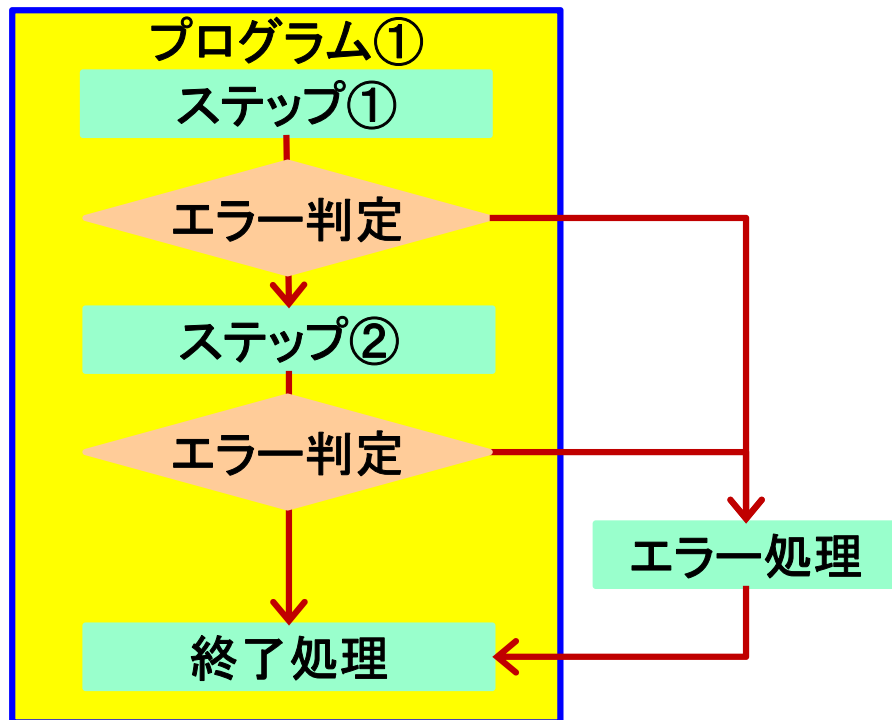 プログラム①
ステップ①
エラー判定
ステップ②
エラー判定
エラー処理
終了処理